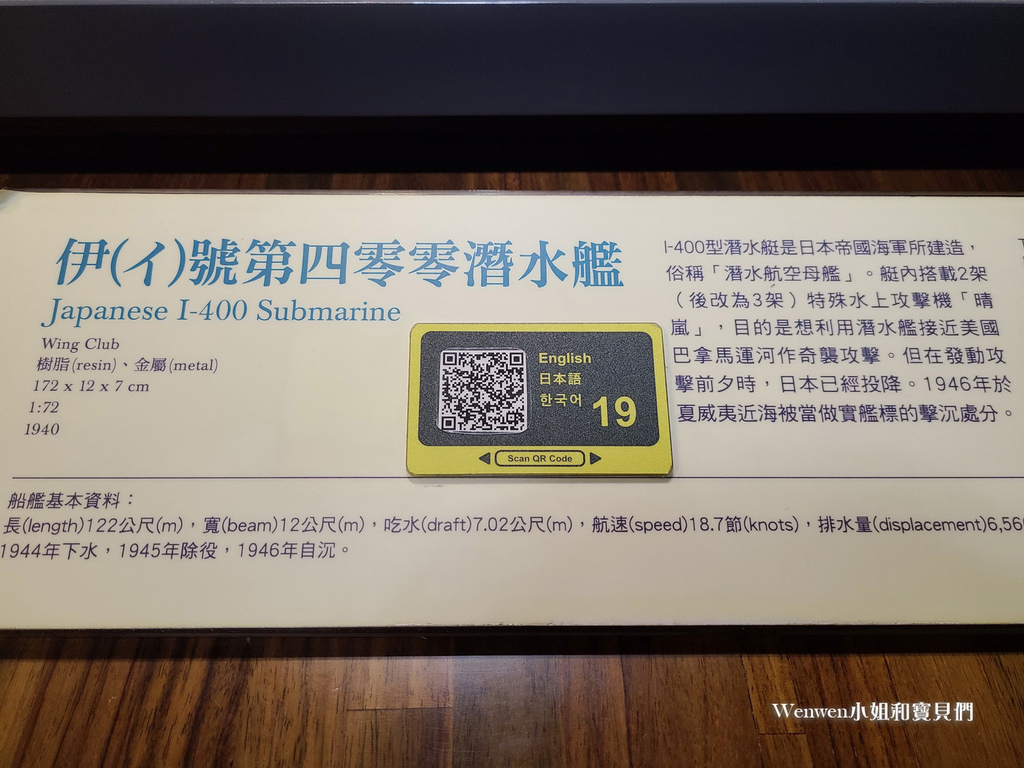 伊(イ)號第四零零潛水艦
Japanese I-400 Submarine
Wing Club
樹脂(resin)、金屬(metal)
172 x 12 x 7 cm
1:72
1940
English
日本語
한국어
19
Scan QR Code
I-400型潛水艇是日本帝國海軍所建造，
俗稱「潛水航空母艦」。艇內搭載2架
（後改為3架）特殊水上攻擊機「晴
嵐」，目的是想利用潛水艦接近美國
巴拿馬運河作奇襲攻擊。但在發動攻
擊前夕時，日本已經投降。1946年於
夏威夷近海被當做實艦標的擊沉處分。
船艦基本資料：
長(length)122公尺(m)，寬(beam)12公尺(m)，吃水(draft)7.02公尺(m)，航速(speed)18.7節(knots)，排水量(displacement)6,56
1944年下水，1945年除役，1946年自沉。
Wenwen小姐和寶貝們